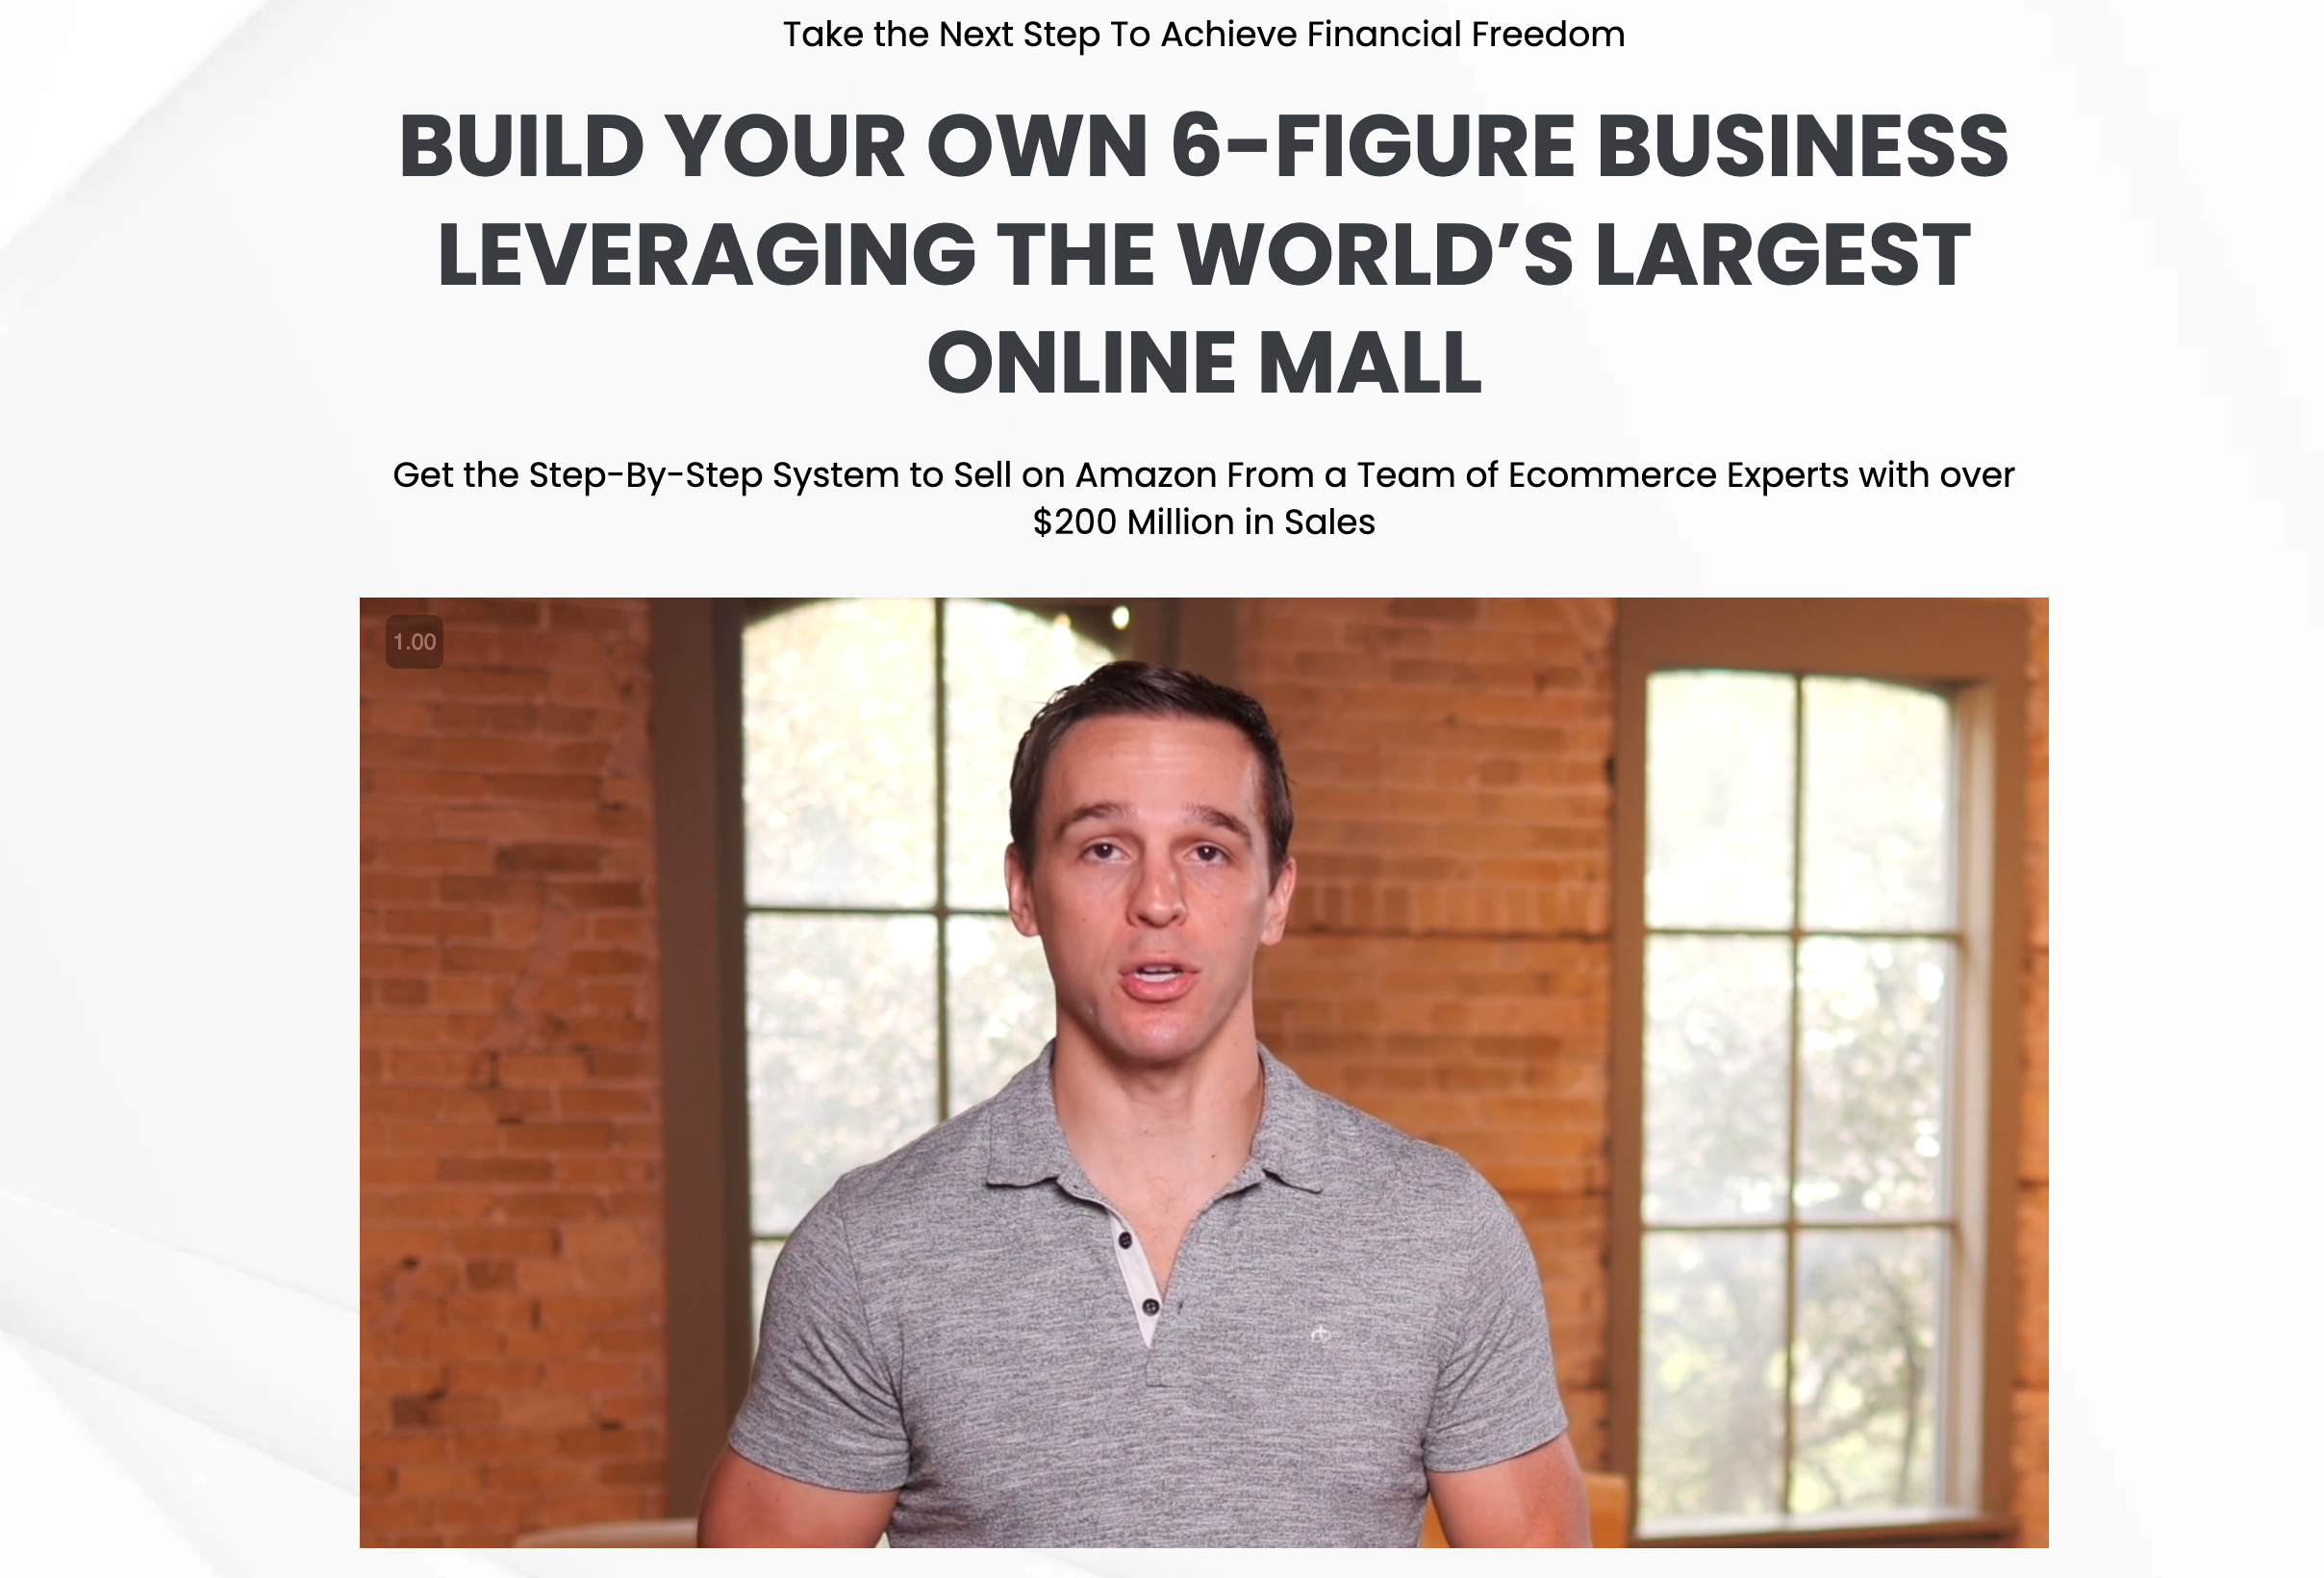 Take the Next Step To Achieve Financial Freedom
BUILD YOUR OWN 6-FIGURE BUSINESS
LEVERAGING THE WORLD’S LARGEST
ONLINE MALL
Get the Step-By-Step System to Sell on Amazon From a Team of Ecommerce Experts with over
$200 Million in Sales
1.00